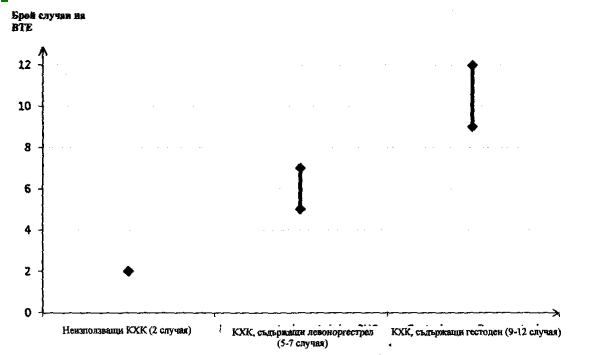 Брой случаи на
ВТЕ
12
10
8
6
4
2
0
Неизползващи КХК (2 случая)
КХК, съдържащи левоноргестрел
(5-7 случая)
КХК, съдържащи гестоден (9-12 случая)